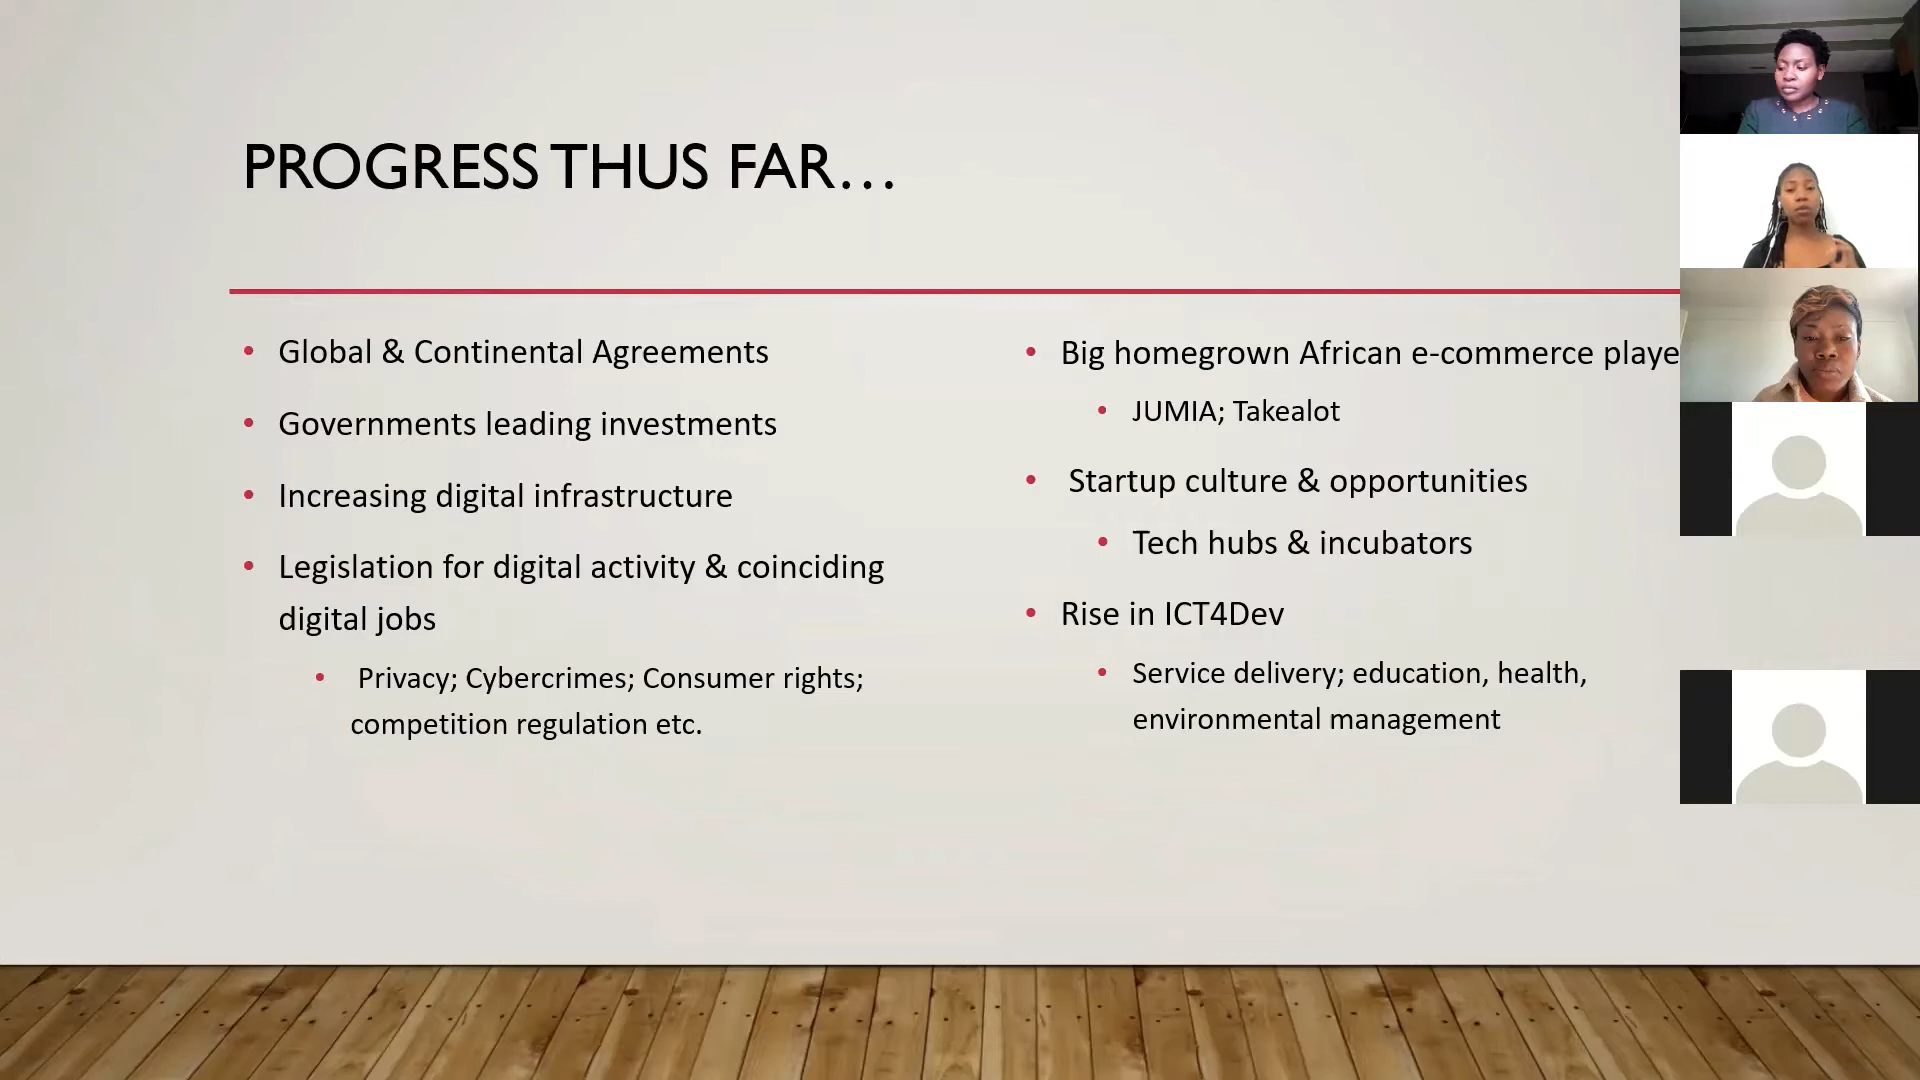 PROGRESS THUS FAR...
• Global & Continental Agreements
• Governments leading investments
• Increasing digital infrastructure
• Legislation for digital activity & coinciding
digital jobs
• Privacy; Cybercrimes; Consumer rights;
competition regulation etc.
• Big homegrown African e-commerce playe
• JUMIA; Takealot
• Startup culture & opportunities
• Tech hubs & incubators
• Rise in ICT4Dev
• Service delivery; education, health,
environmental management